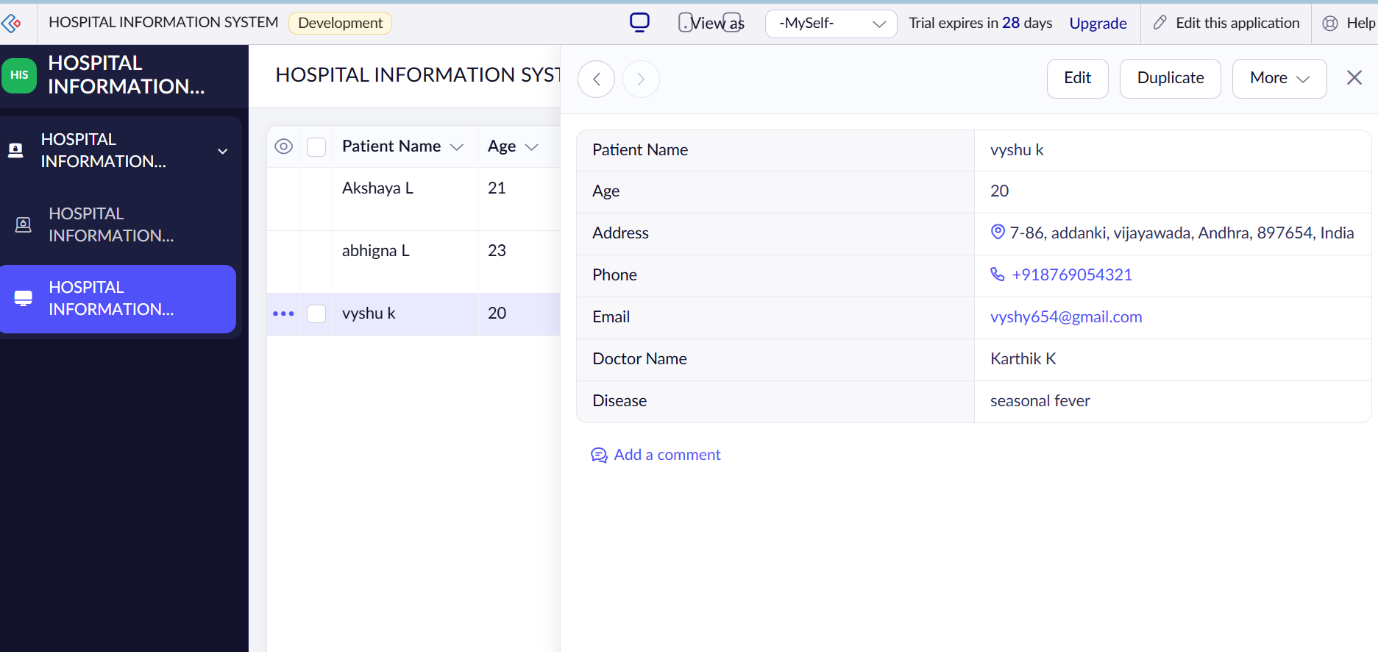 HOSPITAL INFORMATION SYSTEM Development View as -MySelf- Trial expires in 28 days Upgrade Edit this application Help
HIS HOSPITAL
INFORMATION...
HOSPITAL
INFORMATION...
HOSPITAL
INFORMATION...
HOSPITAL
INFORMATION...
HOSPITAL INFORMATION SYST
Patient Name Age
Akshaya L 21
abhigna L 23
vyshu k 20
Edit Duplicate More
Patient Name vyshu k
Age 20
Address 7-86, addanki, vijayawada, Andhra, 897654, India
Phone +918769054321
Email vyshy654@gmail.com
Doctor Name Karthik K
Disease seasonal fever
Add a comment